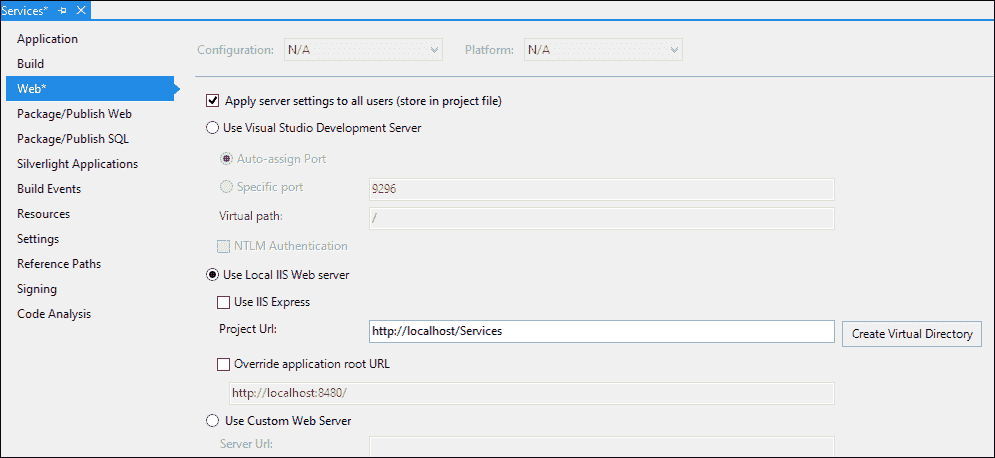 Services*
Application
Build
Web*
Package/Publish Web
Package/Publish SQL
Silverlight Applications
Build Events
Resources
Settings
Reference Paths
Signing
Code Analysis
Configuration: N/A Platform: N/A
Apply server settings to all users (store in project file)
Use Visual Studio Development Server
Auto-assign Port
Specific port 9296
Virtual path: /
NTLM Authentication
Use Local IIS Web server
Use IIS Express
Project Url: http://localhost/Services Create Virtual Directory
Override application root URL
http://localhost:8480/
Use Custom Web Server
Server Url: